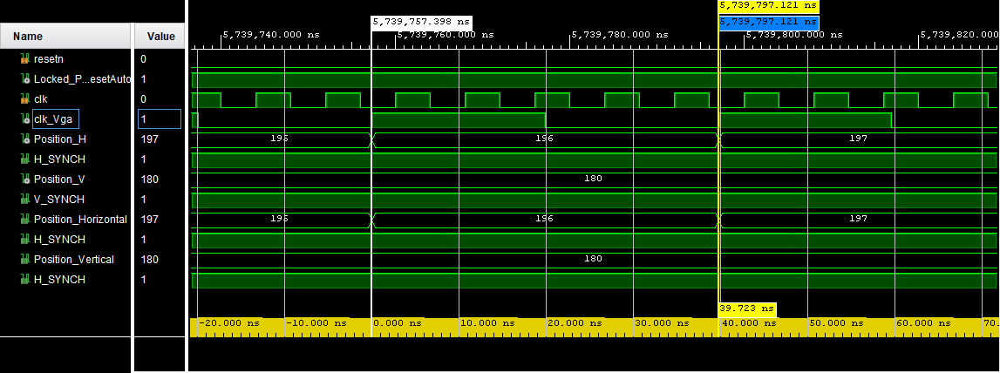 5,739,797.121 ns
5,739,757.398 ns 5,739,797.121 ns
Name Value 5,739,740.000 ns 5,739,760.000 ns 5,739,780.000 ns 5,739,800.000 ns 5,739,820.000
resetn 0
Locked_P...esetAuto 1
clk 0
clk_Vga 1
Position_H 197 195 196 197
H_SYNCH 1
Position_V 180 180
V_SYNCH 1
Position_Horizontal 197 195 196 197
H_SYNCH 1
Position_Vertical 180 180
H_SYNCH 1
39.723 ns
-20.000 ns -10.000 ns 0.000 ns 10.000 ns 20.000 ns 30.000 ns 40.000 ns 50.000 ns 60.000 ns 70.